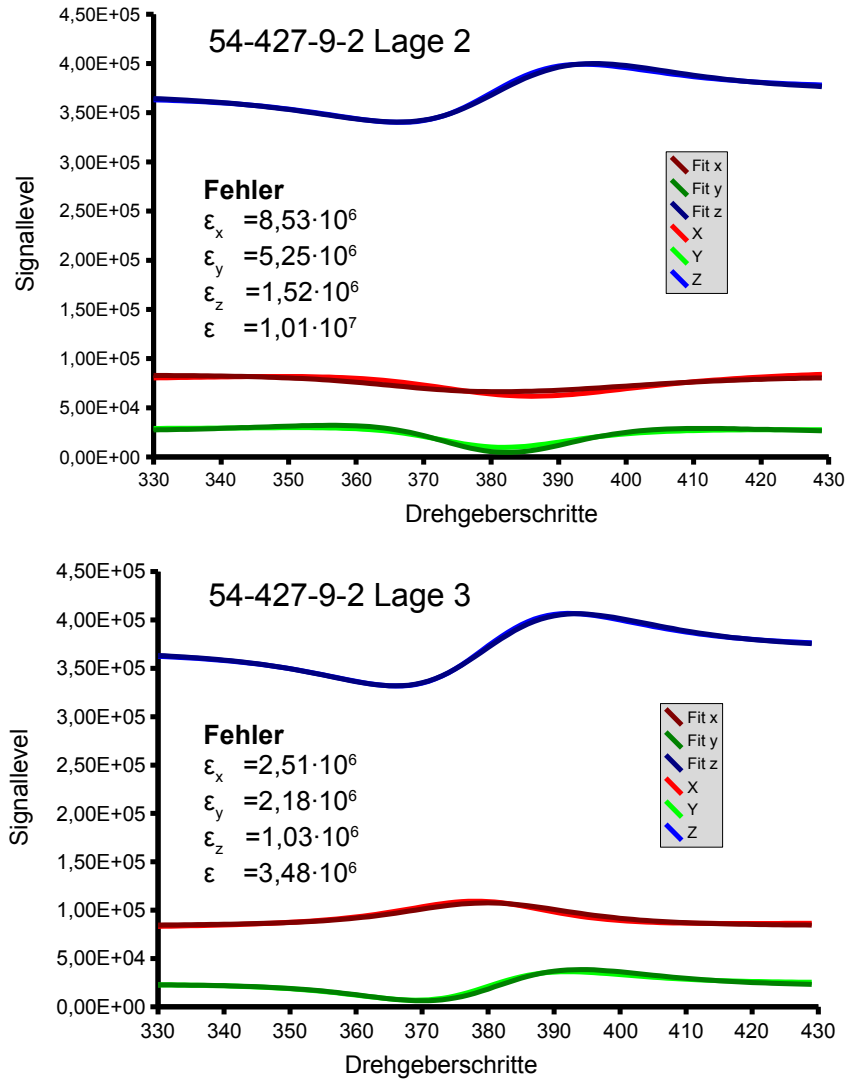 54-427-9-2 Lage 2
Signallevel
4,50E+05
4,00E+05
3,50E+05
3,00E+05
2,50E+05
2,00E+05
1,50E+05
1,00E+05
5,00E+04
0,00E+00
Fehler
εx =8,53·10⁶
εy =5,25·10⁶
εz =1,52·10⁶
ε =1,01·10⁷
Fit x
Fit y
Fit z
X
Y
Z
330 340 350 360 370 380 390 400 410 420 430
Drehgeberschritte
54-427-9-2 Lage 3
Signallevel
4,50E+05
4,00E+05
3,50E+05
3,00E+05
2,50E+05
2,00E+05
1,50E+05
1,00E+05
5,00E+04
0,00E+00
Fehler
εx =2,51·10⁶
εy =2,18·10⁶
εz =1,03·10⁶
ε =3,48·10⁶
Fit x
Fit y
Fit z
X
Y
Z
330 340 350 360 370 380 390 400 410 420 430
Drehgeberschritte